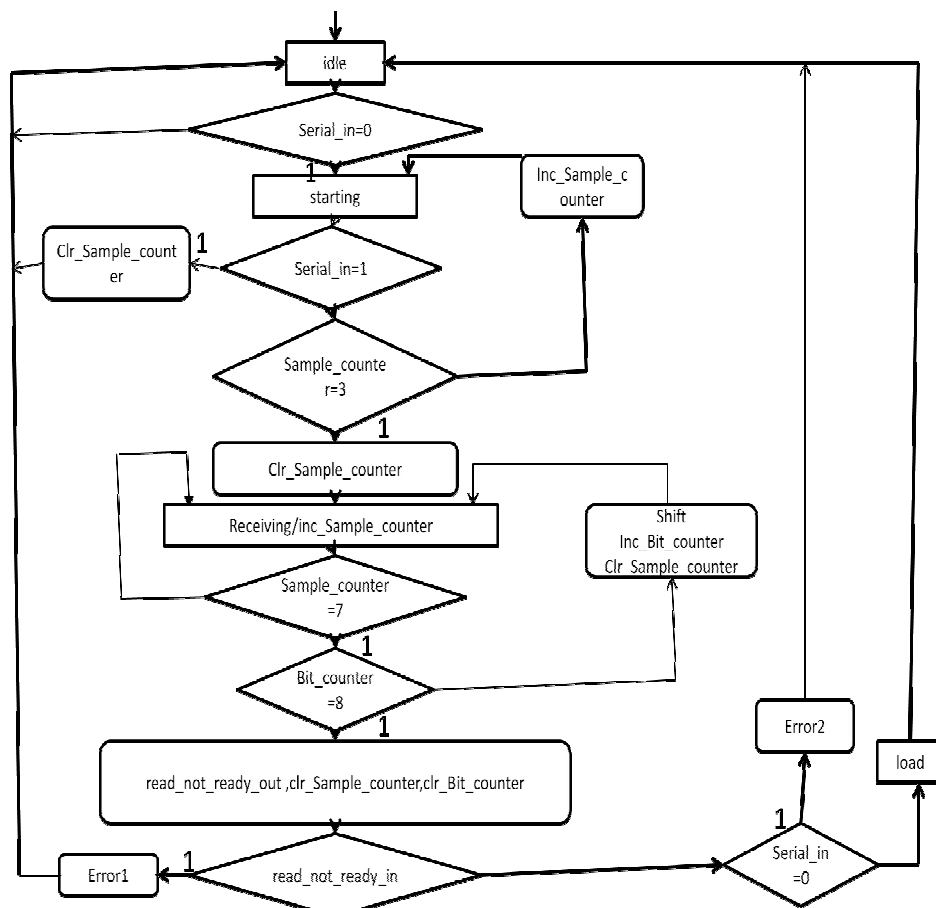 idle
Serial_in=0
1
starting
Inc_Sample_c
ounter
Clr_Sample_count
er
1
Serial_in=1
Sample_counte
r=3
1
Clr_Sample_counter
Receiving/inc_Sample_counter
Shift
Inc_Bit_counter
Clr_Sample_counter
Sample_counter
=7
1
Bit_counter
=8
1
Error2
load
read_not_ready_out ,clr_Sample_counter,clr_Bit_counter
1
Serial_in
=0
Error1
1
read_not_ready_in